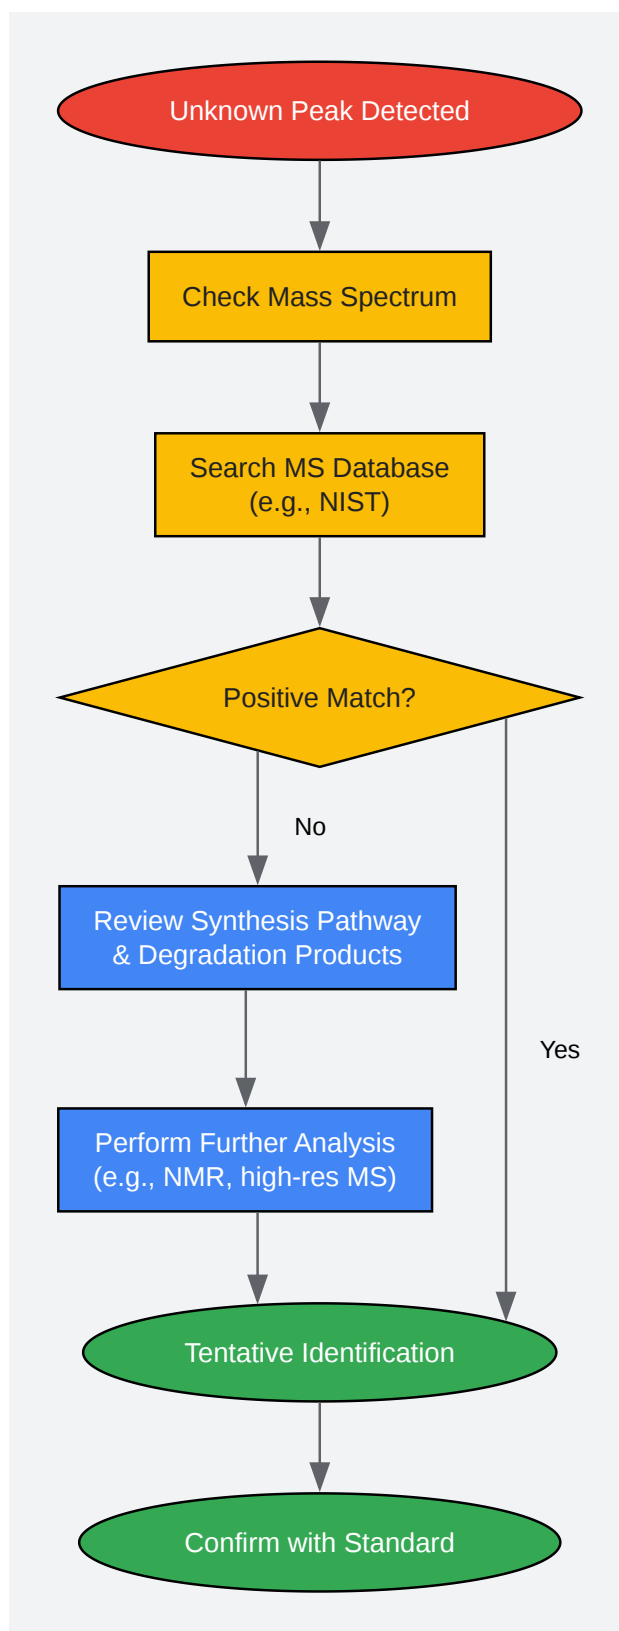 Unknown Peak Detected
Check Mass Spectrum
Search MS Database
(e.g., NIST)
Positive Match?
No
Review Synthesis Pathway
& Degradation Products
Yes
Perform Further Analysis
(e.g., NMR, high-res MS)
Tentative Identification
Confirm with Standard